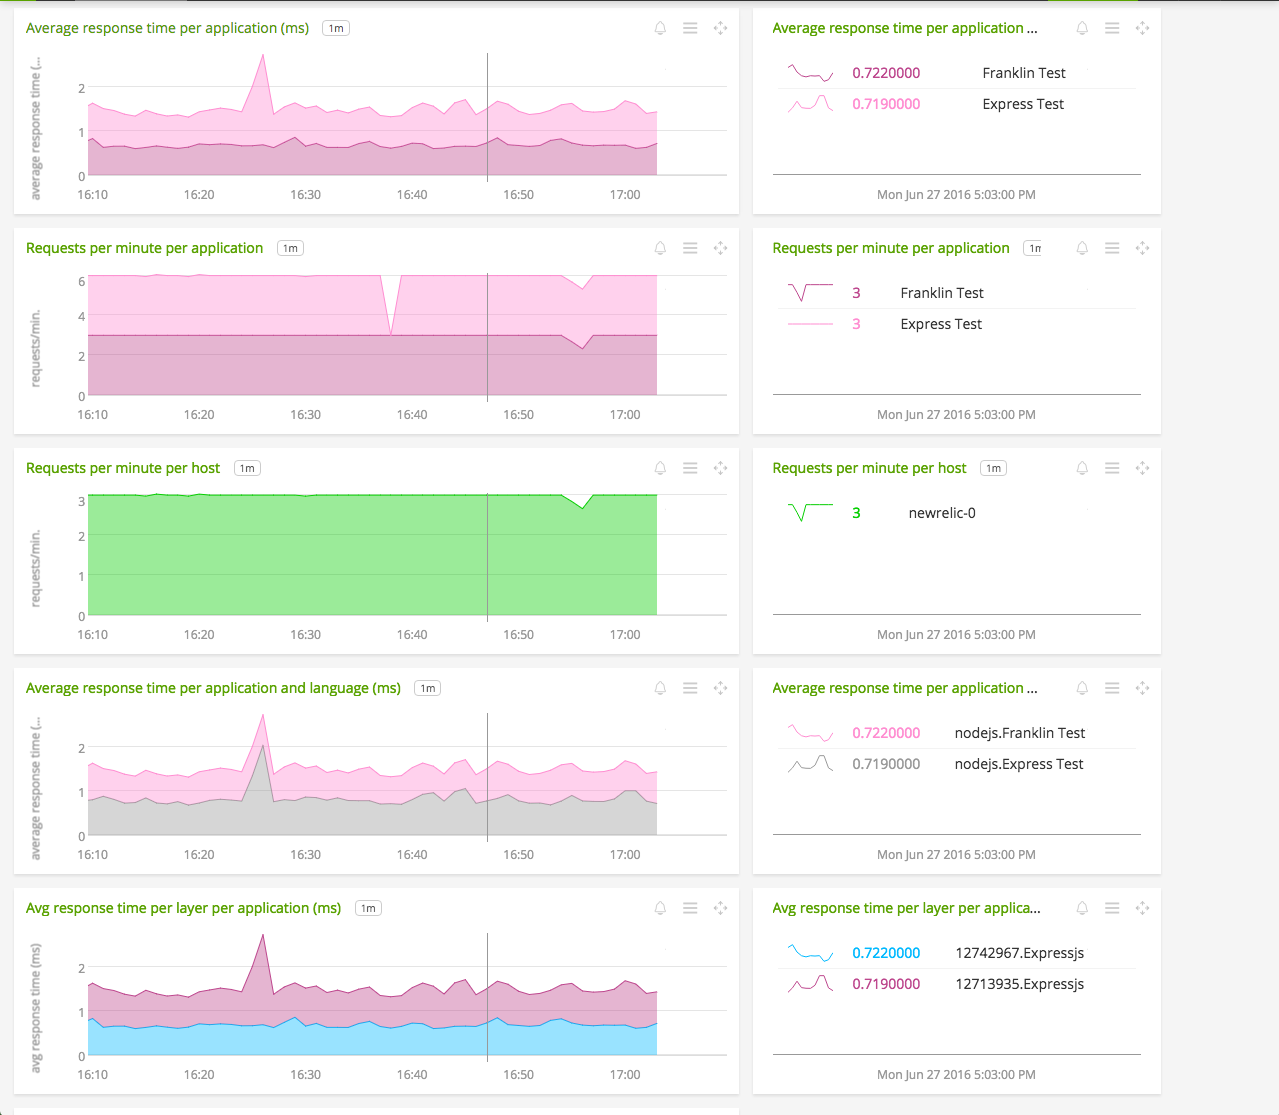 Average response time per application (ms) 1m
average response time (...
2
1
0
16:10 16:20 16:30 16:40 16:50 17:00
Average response time per application ...
0.7220000 Franklin Test
0.7190000 Express Test
Mon Jun 27 2016 5:03:00 PM
Requests per minute per application 1m
requests/min.
6
4
2
0
16:10 16:20 16:30 16:40 16:50 17:00
Requests per minute per application 1m
3 Franklin Test
3 Express Test
Mon Jun 27 2016 5:03:00 PM
Requests per minute per host 1m
requests/min.
3
2
1
0
16:10 16:20 16:30 16:40 16:50 17:00
Requests per minute per host 1m
3 newrelic-0
Mon Jun 27 2016 5:03:00 PM
Average response time per application and language (ms) 1m
average response time (...
2
1
0
16:10 16:20 16:30 16:40 16:50 17:00
Average response time per application ...
0.7220000 nodejs.Franklin Test
0.7190000 nodejs.Express Test
Mon Jun 27 2016 5:03:00 PM
Avg response time per layer per application (ms) 1m
avg response time (ms)
2
1
0
16:10 16:20 16:30 16:40 16:50 17:00
Avg response time per layer per applica...
0.7220000 12742967.Expressjs
0.7190000 12713935.Expressjs
Mon Jun 27 2016 5:03:00 PM